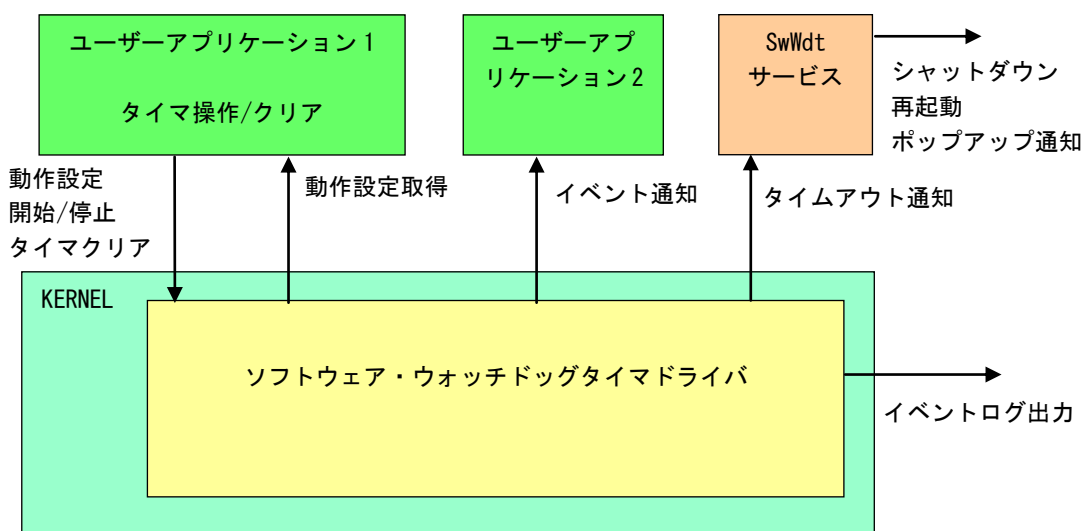 ユーザーアプリケーション1
タイマ操作/クリア
ユーザーアプ
リケーション2
SwWdt
サービス
シャットダウン
再起動
ポップアップ通知
動作設定
開始/停止
タイマクリア
動作設定取得
イベント通知
タイムアウト通知
KERNEL
ソフトウェア・ウォッチドッグタイマドライバ
イベントログ出力